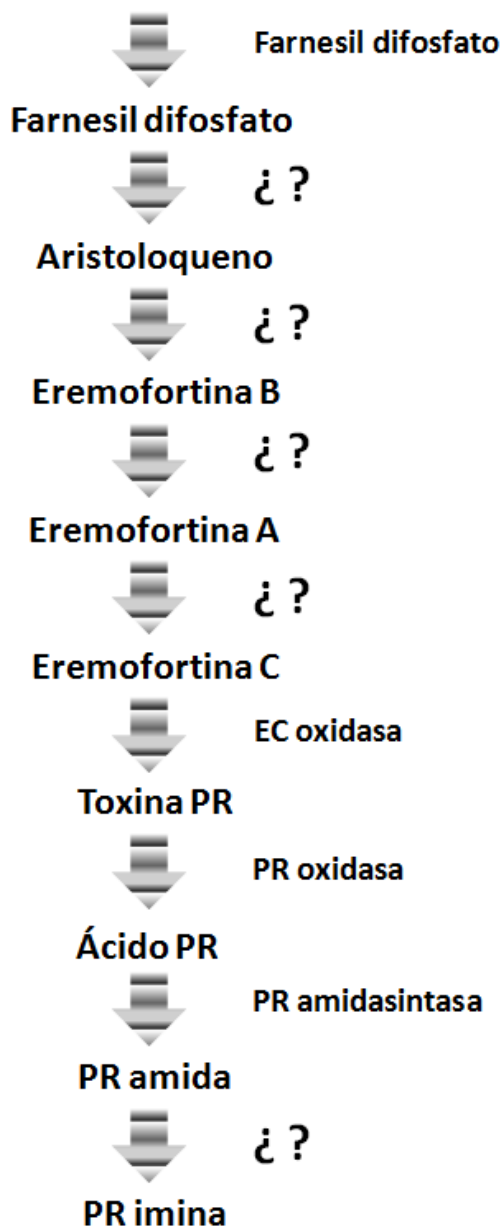 Farnesil difosfato
Farnesil difosfato
¿ ?
Aristoloqueno
¿ ?
Eremofortina B
¿ ?
Eremofortina A
¿ ?
Eremofortina C
EC oxidasa
Toxina PR
PR oxidasa
Ácido PR
PR amidasintasa
PR amida
¿ ?
PR imina